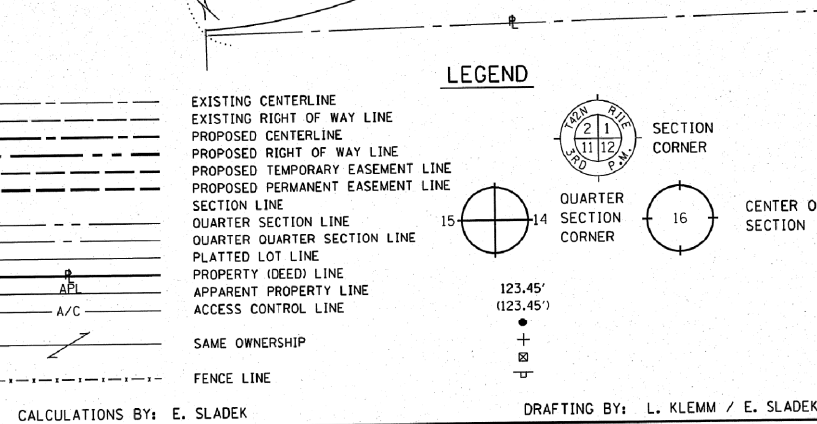 LEGEND
EXISTING CENTERLINE
EXISTING RIGHT OF WAY LINE
PROPOSED CENTERLINE
PROPOSED RIGHT OF WAY LINE
PROPOSED TEMPORARY EASEMENT LINE
PROPOSED PERMANENT EASEMENT LINE
SECTION LINE
QUARTER SECTION LINE
QUARTER QUARTER SECTION LINE
PLATTED LOT LINE
PL PROPERTY (DEED) LINE
APL APPARENT PROPERTY LINE
A/C ACCESS CONTROL LINE
SAME OWNERSHIP
FENCE LINE
T42N R11E
2 1
11 12
3RD P.M.
SECTION
CORNER
15 14
QUARTER
SECTION
CORNER
16
CENTER O
SECTION
123.45'
(123.45')
CALCULATIONS BY: E. SLADEK
DRAFTING BY: L. KLEMM / E. SLADEK
PL